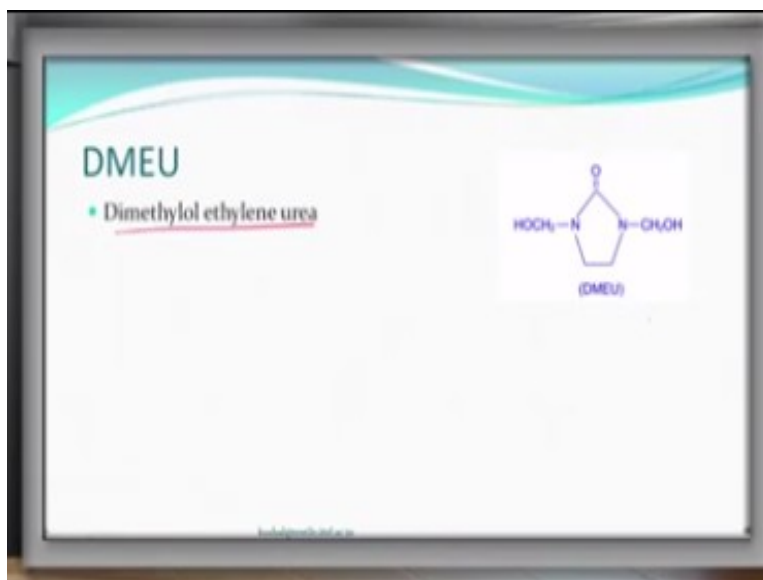 DMEU
• Dimethylol ethylene urea
O
HOCH₂—N N—CH₂OH
(DMEU)